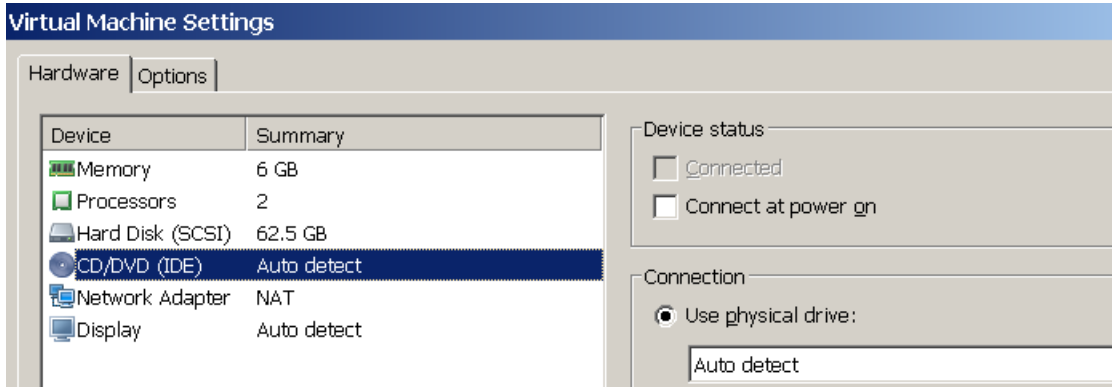 Virtual Machine Settings
Hardware Options
Device Summary
Memory 6 GB
Processors 2
Hard Disk (SCSI) 62.5 GB
CD/DVD (IDE) Auto detect
Network Adapter NAT
Display Auto detect
Device status
Connected
Connect at power on
Connection
Use physical drive:
Auto detect